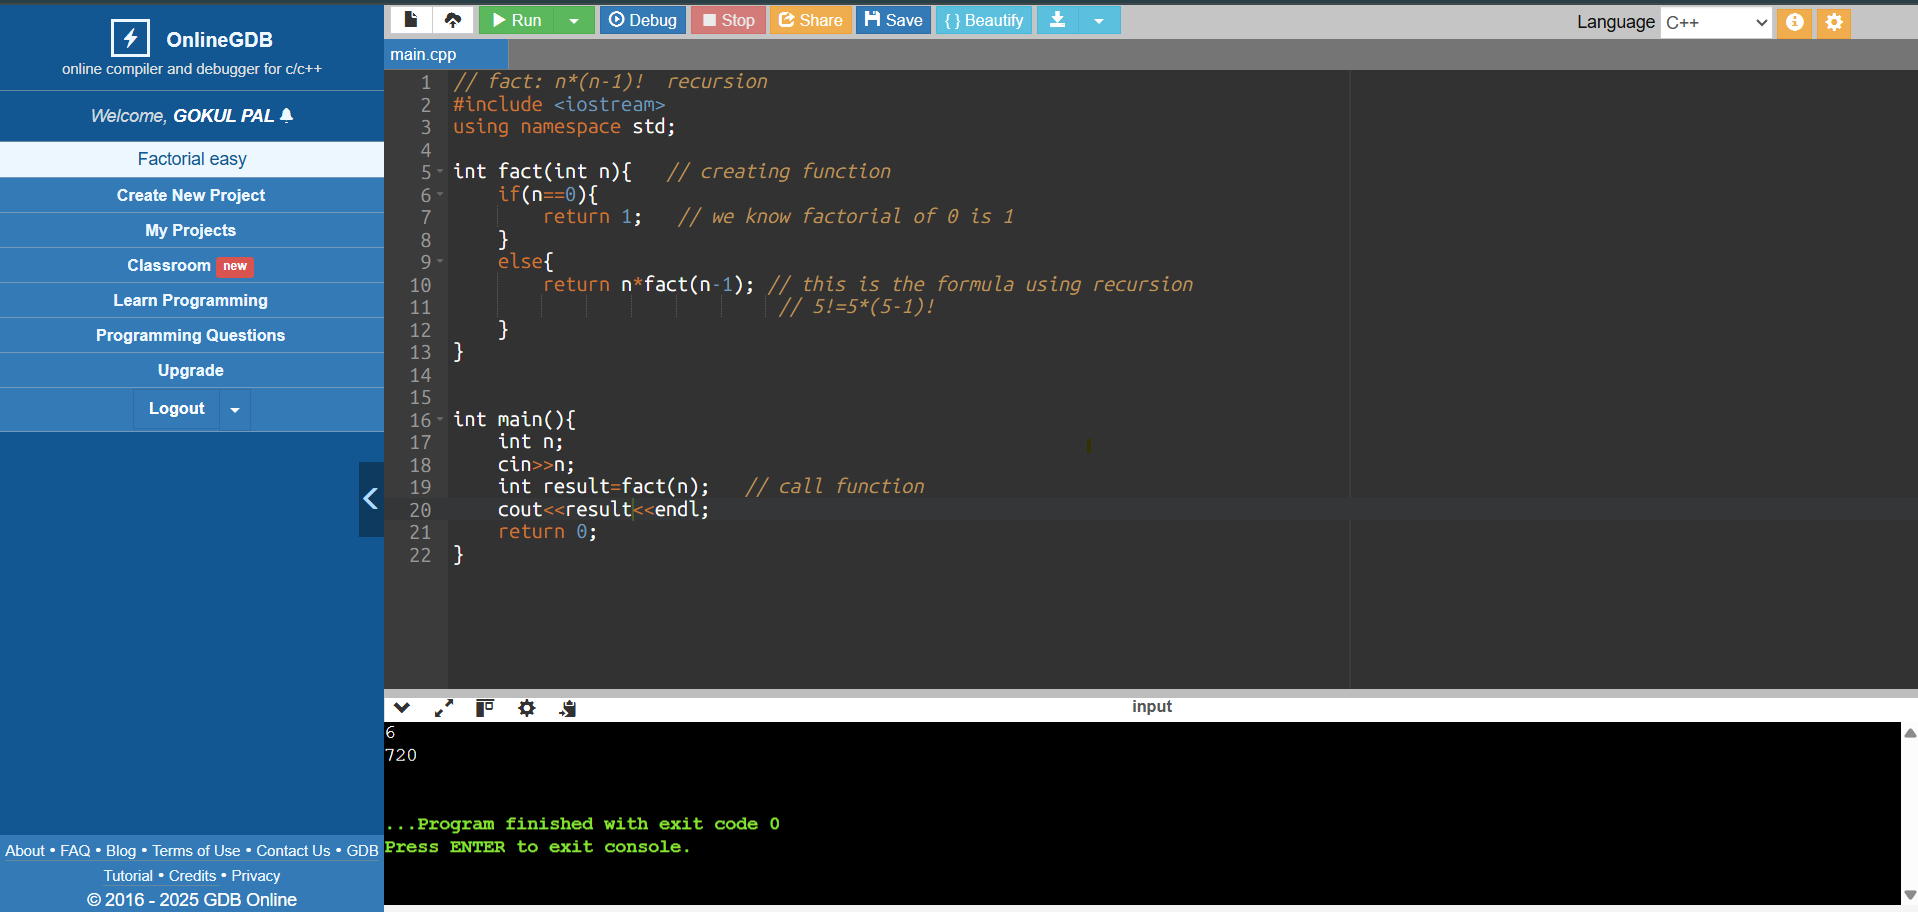 OnlineGDB
online compiler and debugger for c/c++
Welcome, GOKUL PAL
Factorial easy
Create New Project
My Projects
Classroom new
Learn Programming
Programming Questions
Upgrade
Logout
About • FAQ • Blog • Terms of Use • Contact Us • GDB
Tutorial • Credits • Privacy
© 2016 - 2025 GDB Online
Run Debug Stop Share Save { } Beautify Language C++
main.cpp
1 // fact: n*(n-1)!  recursion
2 #include <iostream>
3 using namespace std;
4
5 int fact(int n){   // creating function
6     if(n==0){
7         return 1;   // we know factorial of 0 is 1
8     }
9     else{
10         return n*fact(n-1); // this is the formula using recursion
11                              // 5!=5*(5-1)!
12     }
13 }
14
15
16 int main(){
17     int n;
18     cin>>n;
19     int result=fact(n);   // call function
20     cout<<result<<endl;
21     return 0;
22 }
input
6
720
...Program finished with exit code 0
Press ENTER to exit console.